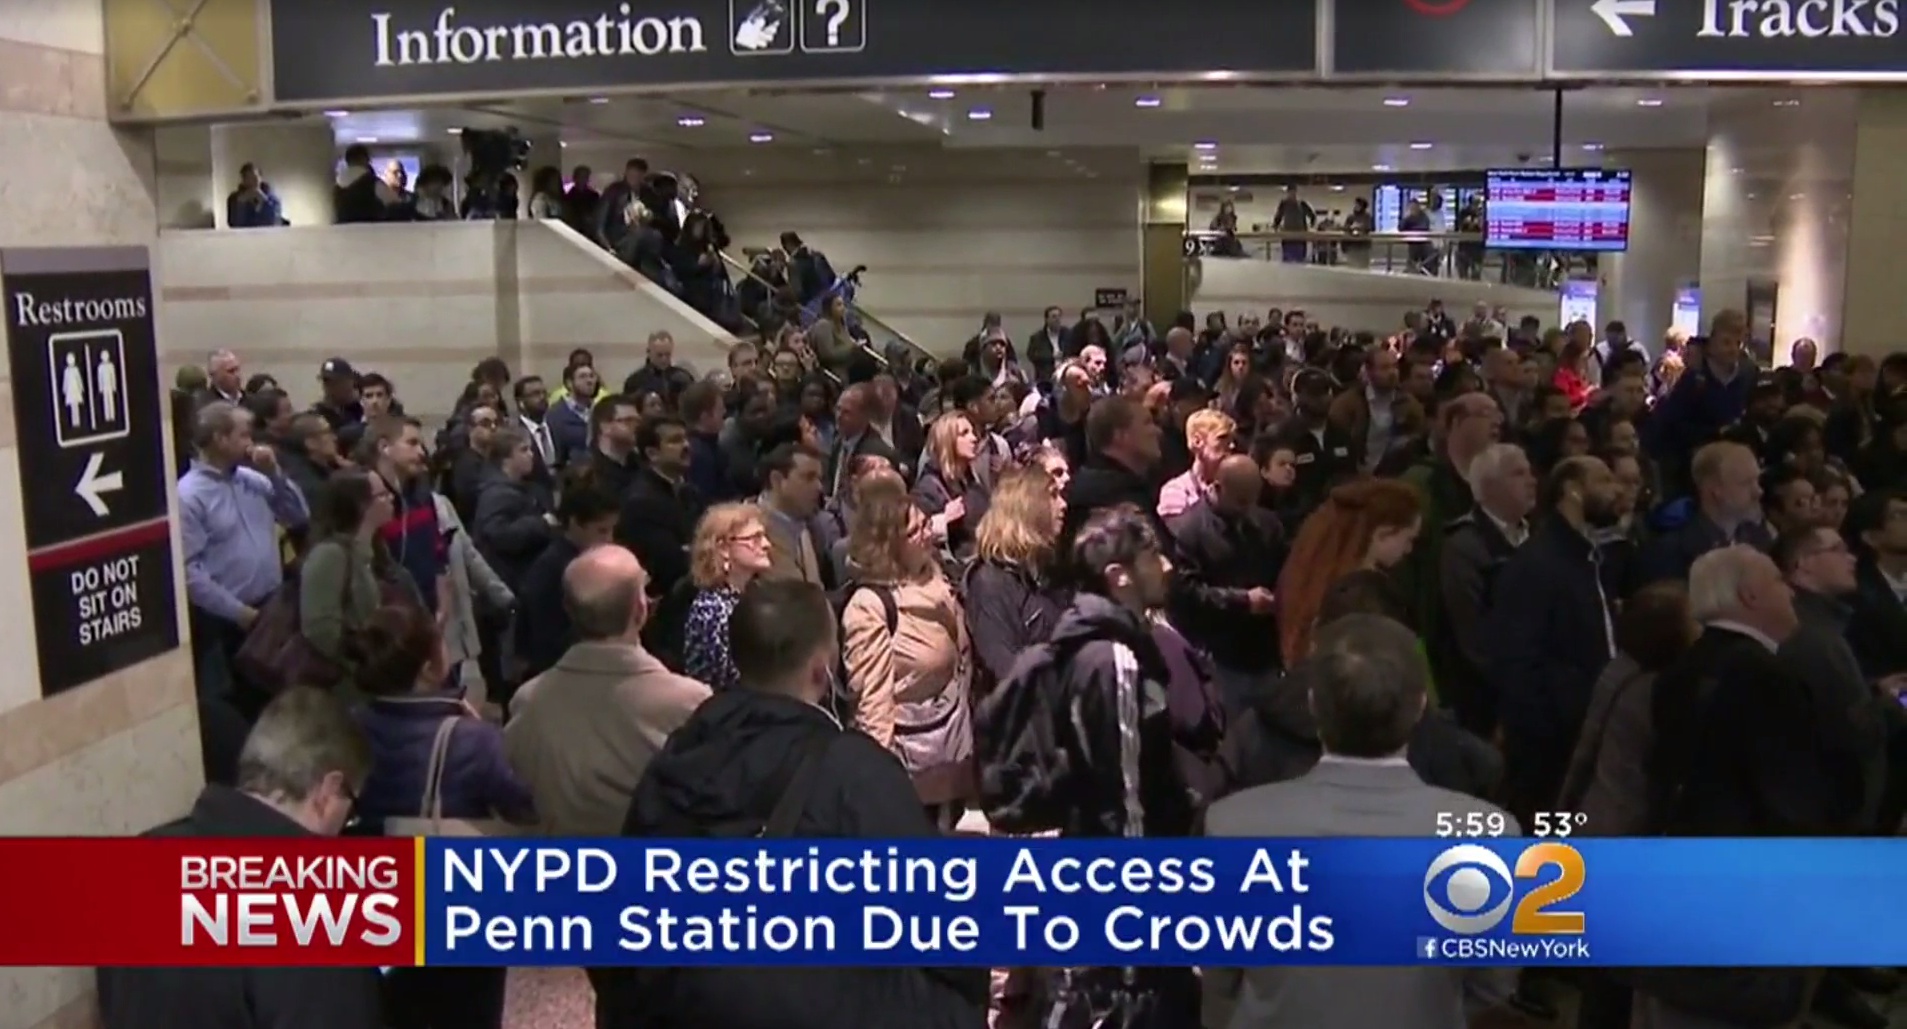 Information ?
Tracks
Restrooms
DO NOT
SIT ON
STAIRS
5:59 53°
BREAKING
NEWS
NYPD Restricting Access At
Penn Station Due To Crowds
2
f CBSNewYork